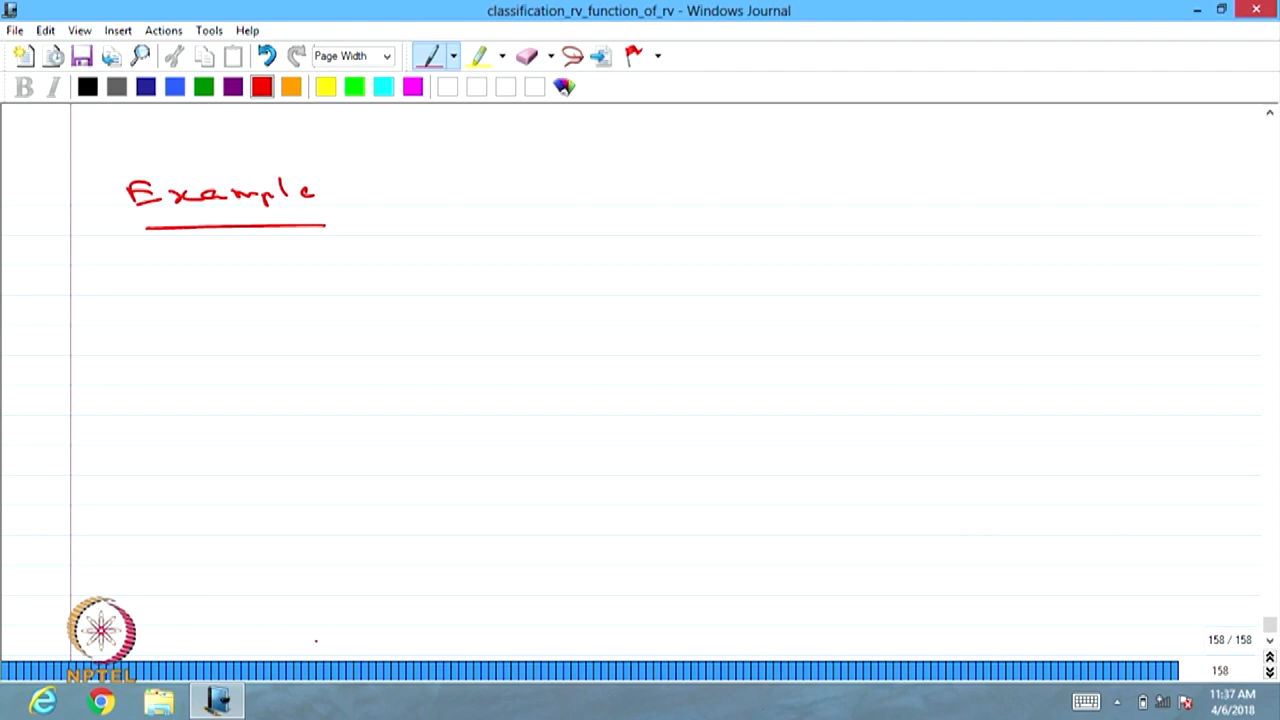 classification_rv_function_of_rv - Windows Journal
File Edit View Insert Actions Tools Help
Page Width
B I
Example
158 / 158
NPTEL
158
11:37 AM
4/6/2018